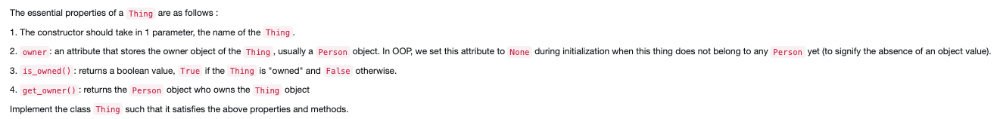 The essential properties of a Thing are as follows :
1. The constructor should take in 1 parameter, the name of the Thing.
2. owner: an attribute that stores the owner object of the Thing, usually a Person object. In OOP, we set this attribute to None during initialization when this thing does not belong to any Person yet (to signify the absence of an object value).
3. is_owned(): returns a boolean value, True if the Thing is "owned" and False otherwise.
4. get_owner(): returns the Person object who owns the Thing object
Implement the class Thing such that it satisfies the above properties and methods.